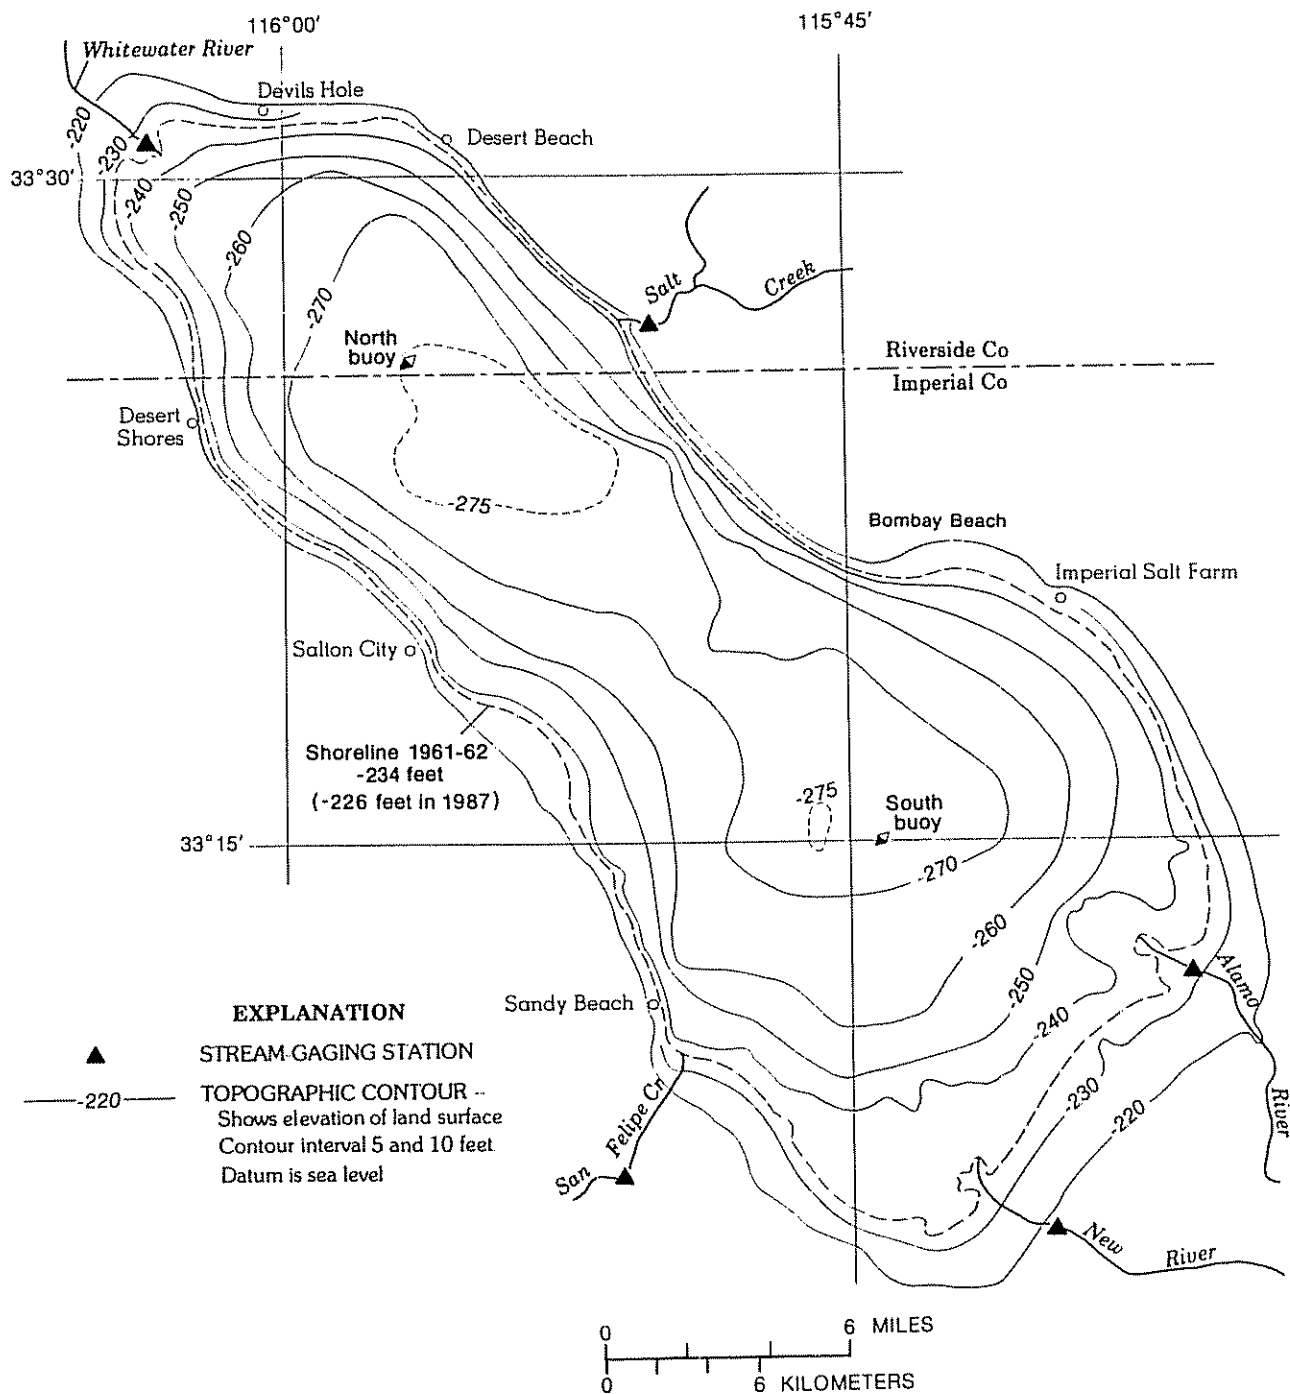 116°00'
115°45'
Whitewater River
Devils Hole
Desert Beach
-220
-230
33°30'
-240
-250
-260
-270
Salt
Creek
North
buoy
Riverside Co
Imperial Co
Desert
Shores
-275
Bombay Beach
Imperial Salt Farm
Salton City
Shoreline 1961-62
-234 feet
(-226 feet in 1987)
-275
South
buoy
33°15'
-270
-260
-250
-240
Alamo
River
Sandy Beach
-230
-220
San
Felipe Cr
New
River
EXPLANATION
STREAM-GAGING STATION
-220
TOPOGRAPHIC CONTOUR --
Shows elevation of land surface
Contour interval 5 and 10 feet
Datum is sea level
0
6 MILES
0
6 KILOMETERS